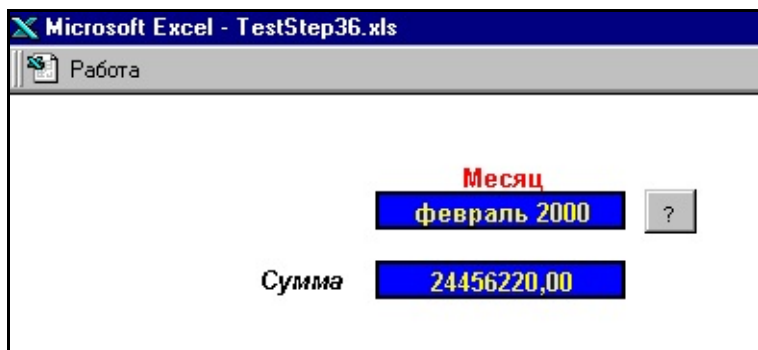 Microsoft Excel - TestStep36.xls
Работа
Месяц
февраль 2000 ?
Сумма 24456220,00